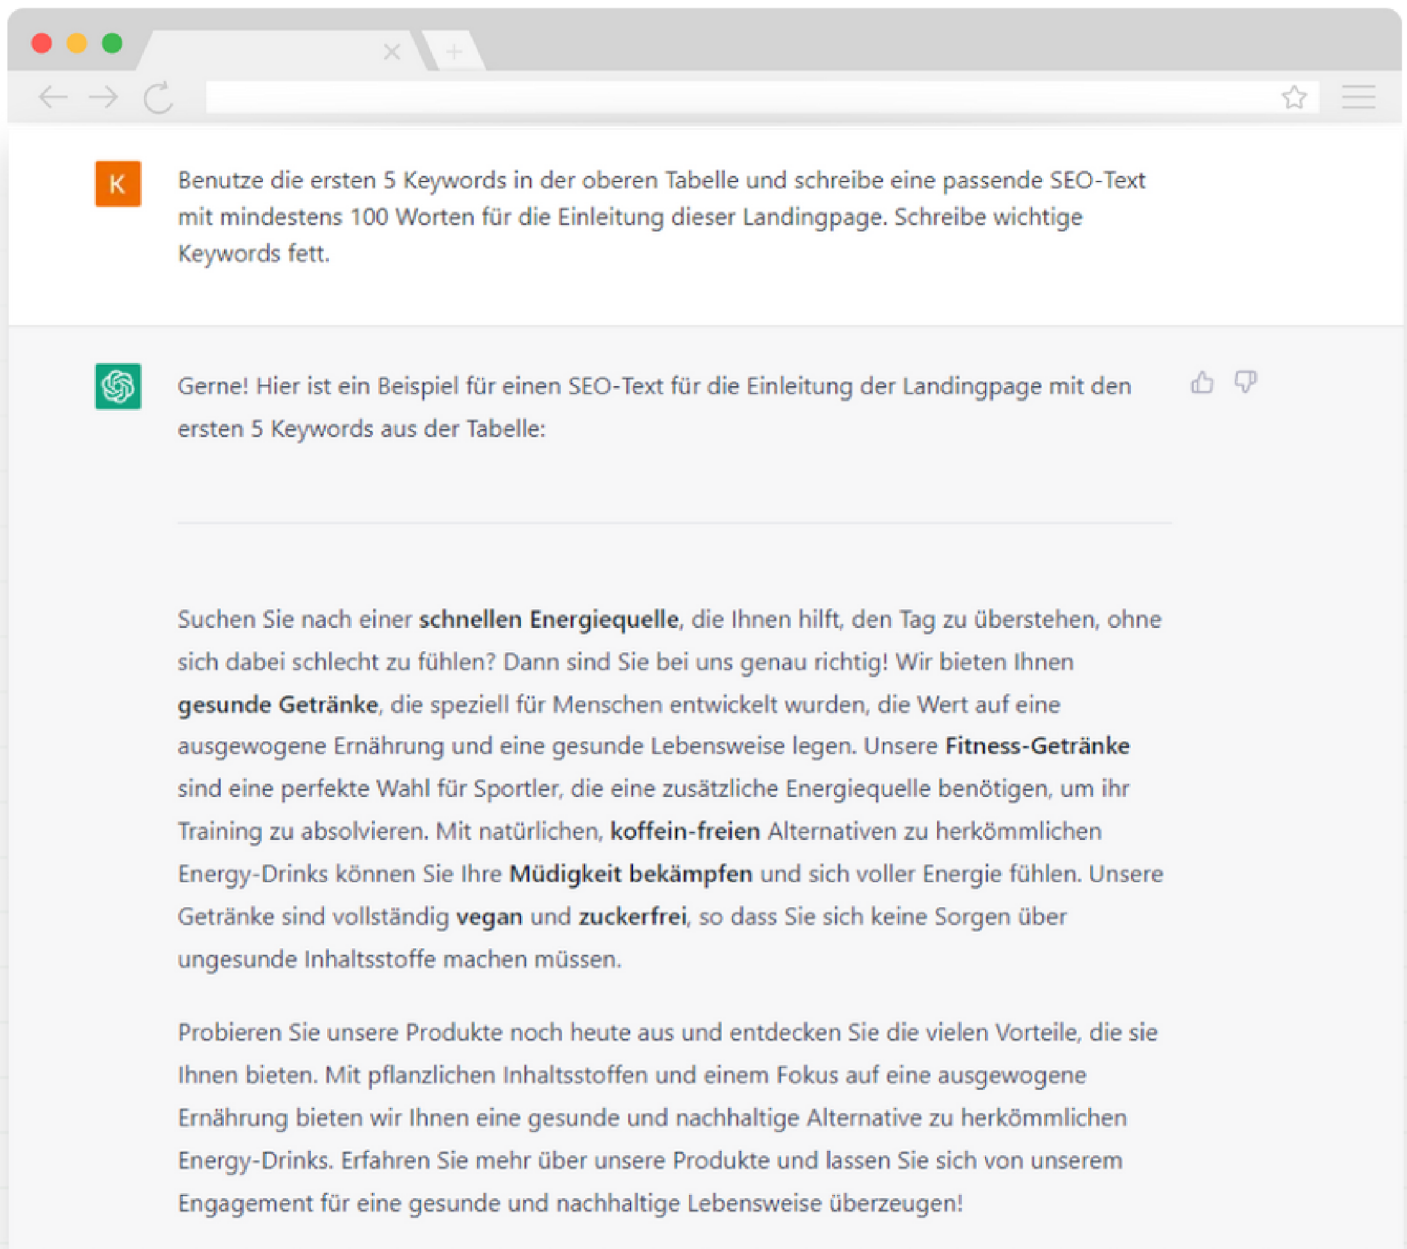 K
Benutze die ersten 5 Keywords in der oberen Tabelle und schreibe eine passende SEO-Text
mit mindestens 100 Worten für die Einleitung dieser Landingpage. Schreibe wichtige
Keywords fett.
Gerne! Hier ist ein Beispiel für einen SEO-Text für die Einleitung der Landingpage mit den
ersten 5 Keywords aus der Tabelle:
Suchen Sie nach einer schnellen Energiequelle, die Ihnen hilft, den Tag zu überstehen, ohne
sich dabei schlecht zu fühlen? Dann sind Sie bei uns genau richtig! Wir bieten Ihnen
gesunde Getränke, die speziell für Menschen entwickelt wurden, die Wert auf eine
ausgewogene Ernährung und eine gesunde Lebensweise legen. Unsere Fitness-Getränke
sind eine perfekte Wahl für Sportler, die eine zusätzliche Energiequelle benötigen, um ihr
Training zu absolvieren. Mit natürlichen, koffein-freien Alternativen zu herkömmlichen
Energy-Drinks können Sie Ihre Müdigkeit bekämpfen und sich voller Energie fühlen. Unsere
Getränke sind vollständig vegan und zuckerfrei, so dass Sie sich keine Sorgen über
ungesunde Inhaltsstoffe machen müssen.
Probieren Sie unsere Produkte noch heute aus und entdecken Sie die vielen Vorteile, die sie
Ihnen bieten. Mit pflanzlichen Inhaltsstoffen und einem Fokus auf eine ausgewogene
Ernährung bieten wir Ihnen eine gesunde und nachhaltige Alternative zu herkömmlichen
Energy-Drinks. Erfahren Sie mehr über unsere Produkte und lassen Sie sich von unserem
Engagement für eine gesunde und nachhaltige Lebensweise überzeugen!